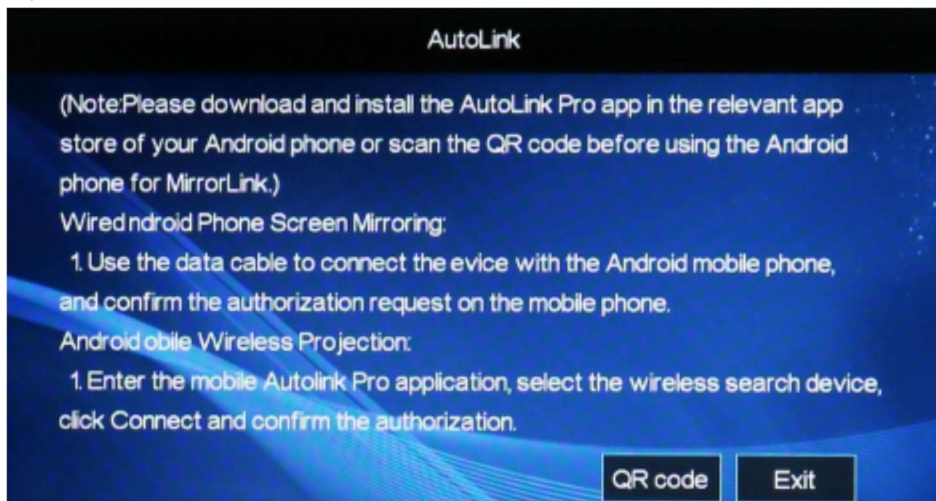 AutoLink
(Note:Please download and install the AutoLink Pro app in the relevant app
store of your Android phone or scan the QR code before using the Android
phone for MirrorLink.)
Wired ndroid Phone Screen Mirroring:
1. Use the data cable to connect the evice with the Android mobile phone,
and confirm the authorization request on the mobile phone.
Android obile Wireless Projection:
1. Enter the mobile Autolink Pro application, select the wireless search device,
click Connect and confirm the authorization.
QR code Exit